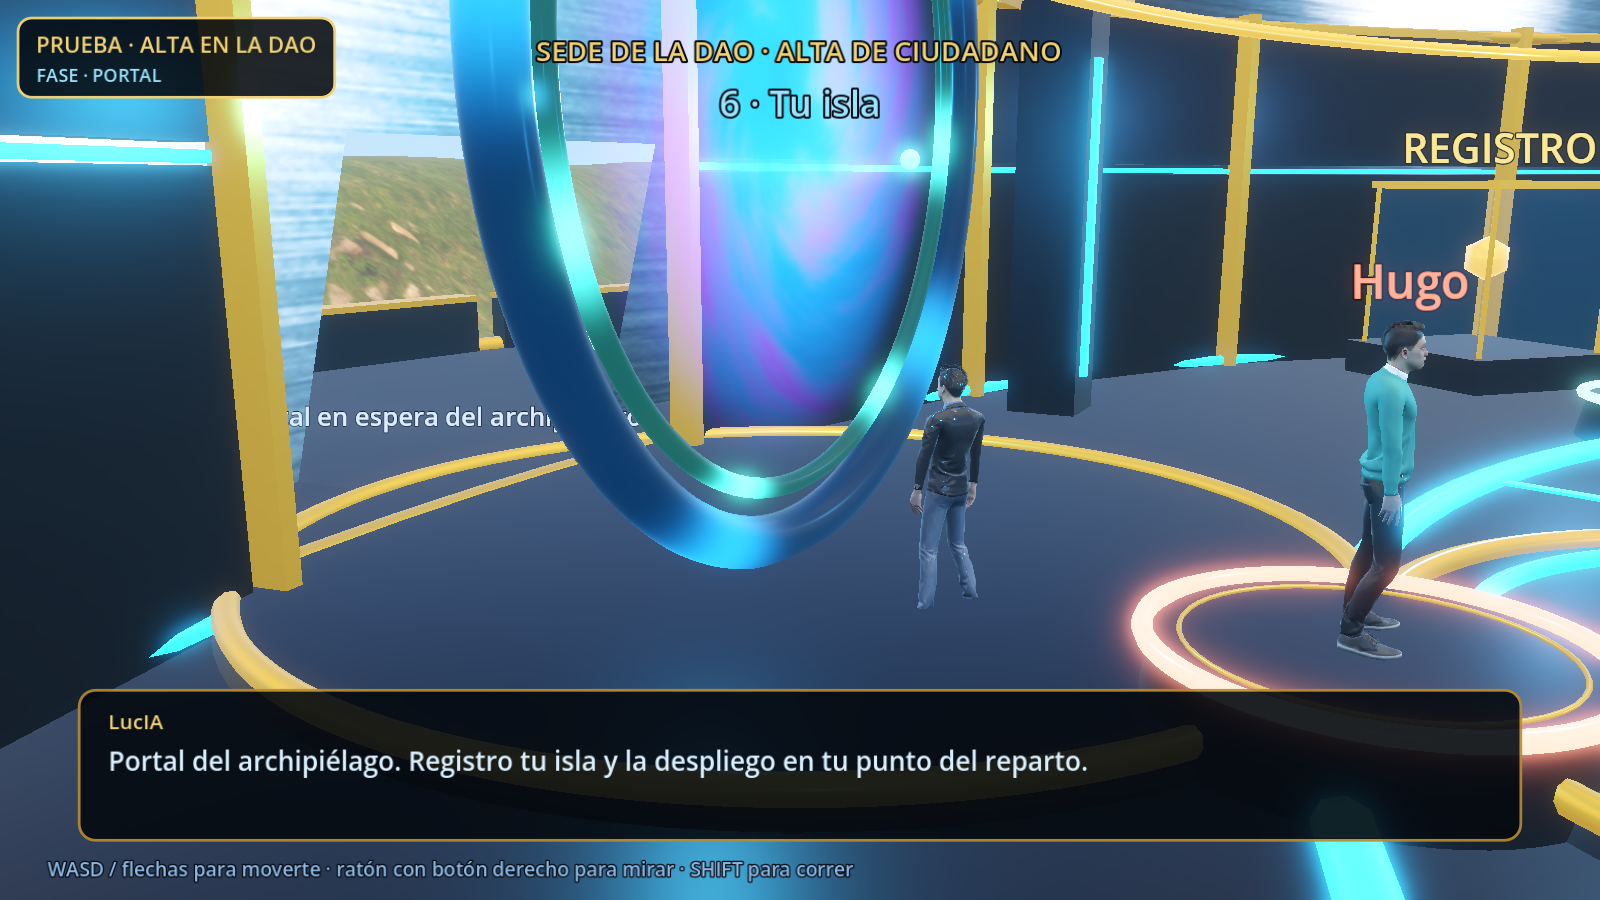 PRUEBA · ALTA EN LA DAO
FASE · PORTAL
SEDE DE LA DAO · ALTA DE CIUDADANO
6 · Tu isla
REGISTRO
Hugo
en espera del
LucIA
Portal del archipiélago. Registro tu isla y la despliego en tu punto del reparto.
WASD / flechas para moverte · ratón con botón derecho para mirar · SHIFT para correr